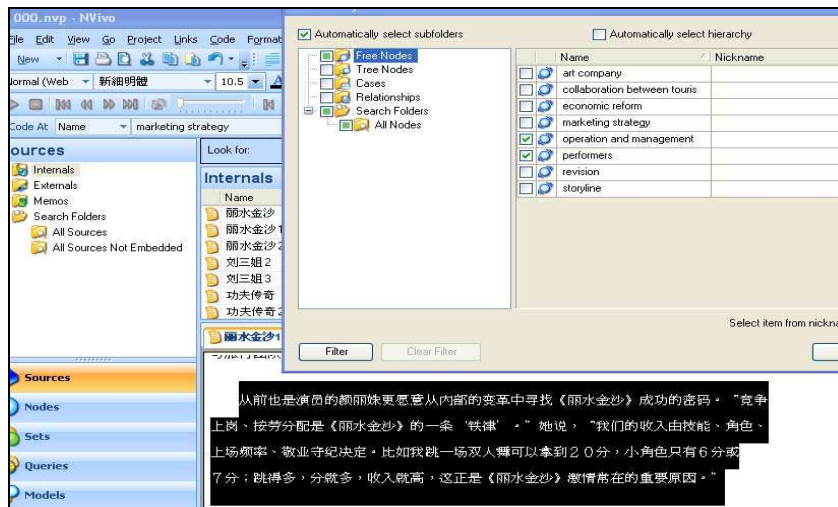 000.nvp - NVivo
File Edit View Go Project Links Code Format
New
Normal (Web 新細明體 10.5 A
Code At Name marketing strategy
ources
Internals
Externals
Memos
Search Folders
All Sources
All Sources Not Embedded
Sources
Nodes
Sets
Queries
Models
Look for:
Internals
Name
丽水金沙
丽水金沙1
丽水金沙2
刘三姐2
刘三姐3
功夫传奇
功夫传奇2
丽水金沙1
Automatically select subfolders
Automatically select hierarchy
Free Nodes
Tree Nodes
Cases
Relationships
Search Folders
All Nodes
Name Nickname
art company
collaboration between touris
economic reform
marketing strategy
operation and management
performers
revision
storyline
Select item from nickna
Filter Clear Filter
从前也是演员的颜丽姝更愿意从内部的变革中寻找《丽水金沙》成功的密码。“竞争
上岗、按劳分配是《丽水金沙》的一条‘铁律’。”她说，“我们的收入由技能、角色、
上场频率、敬业守纪决定。比如我跳一场双人舞可以拿到20分，小角色只有6分或
7分；跳得多，分就多，收入就高，这正是《丽水金沙》激情常在的重要原因。”